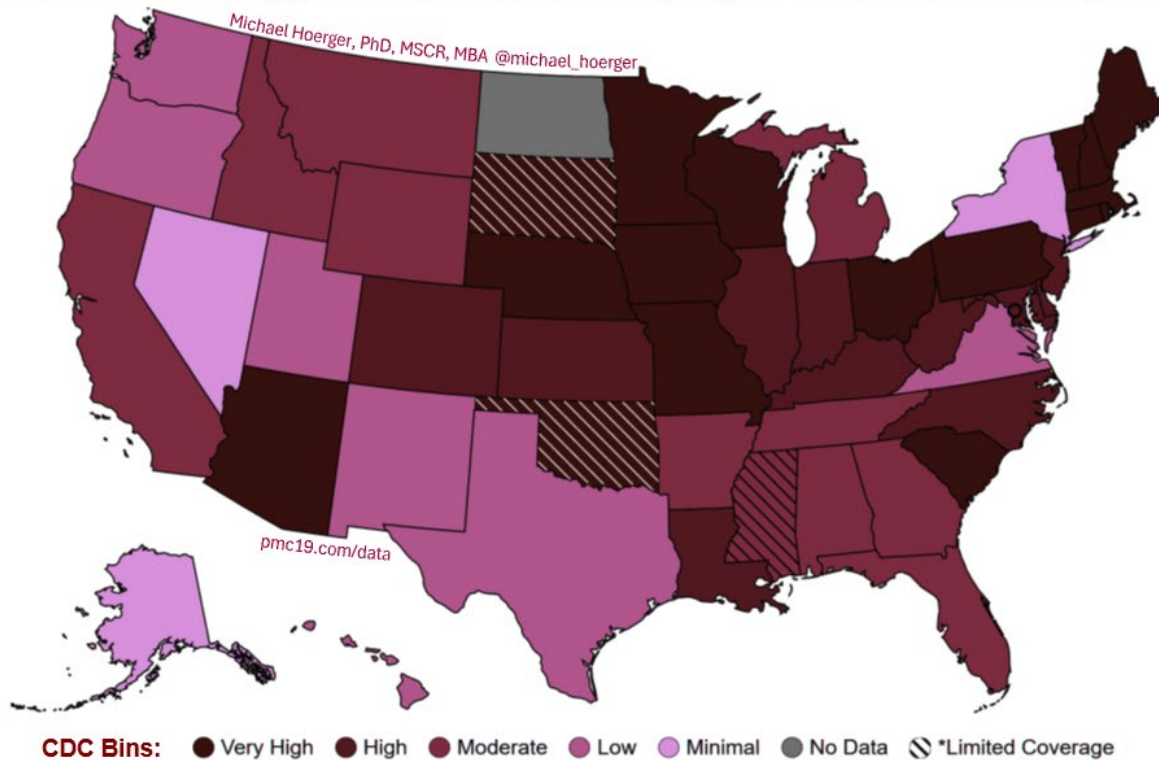 Michael Hoerger, PhD, MSCR, MBA @michael_hoerger
pmc19.com/data
CDC Bins: Very High High Moderate Low Minimal No Data *Limited Coverage